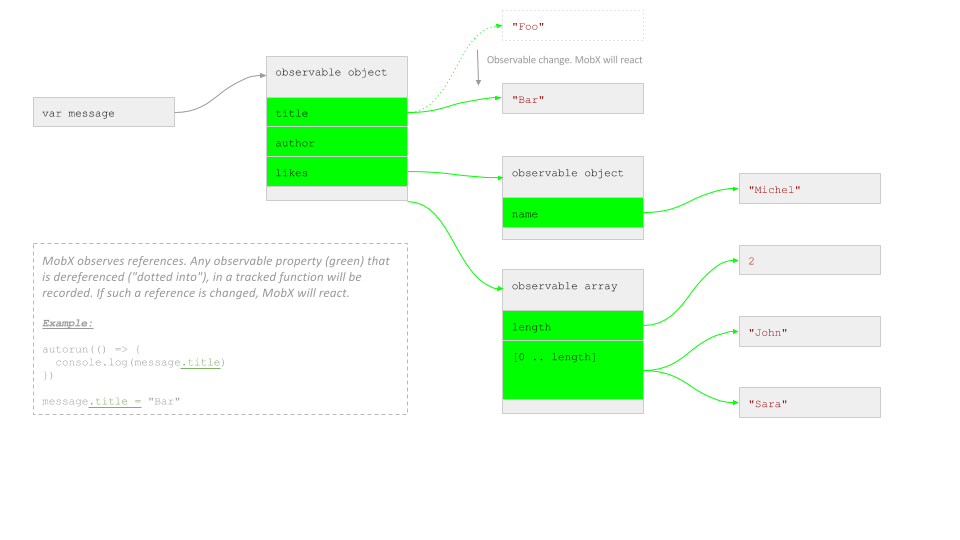 "Foo"
Observable change. MobX will react
observable object
"Bar"
var message
title
author
likes
observable object
name
"Michel"
MobX observes references. Any observable property (green) that
is dereferenced ("dotted into"), in a tracked function will be
recorded. If such a reference is changed, MobX will react.
Example:
autorun(() => {
  console.log(message.title)
})
message.title = "Bar"
observable array
length
[0 .. length]
2
"John"
"Sara"